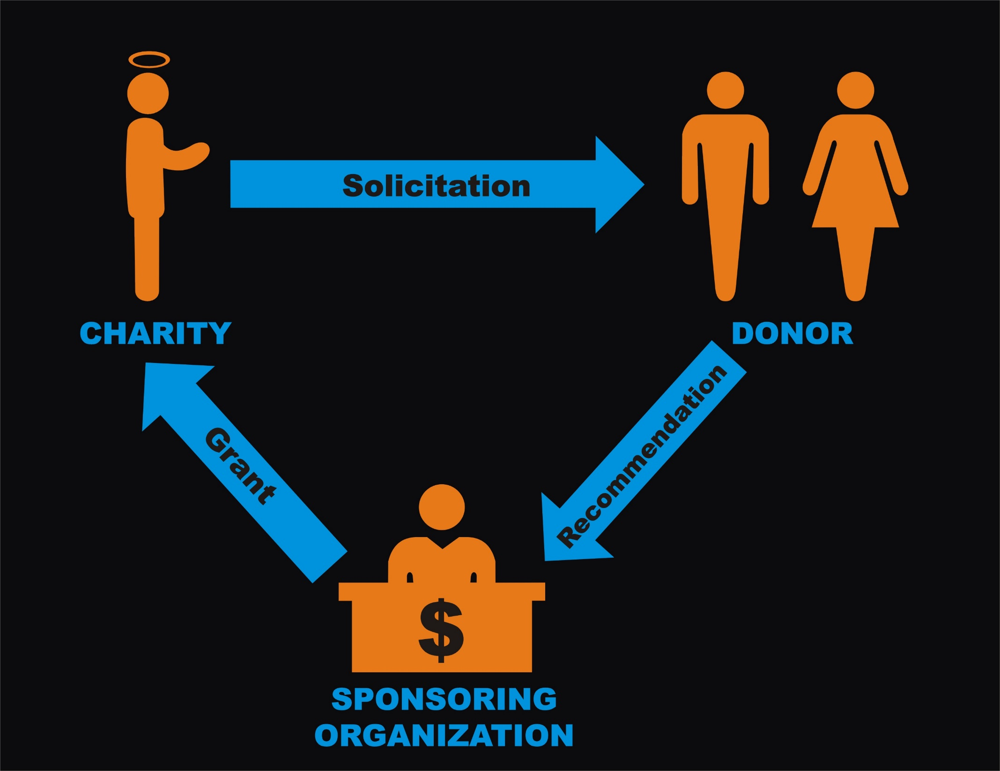 Solicitation
CHARITY
DONOR
Grant
Recommendation
$
SPONSORING
ORGANIZATION